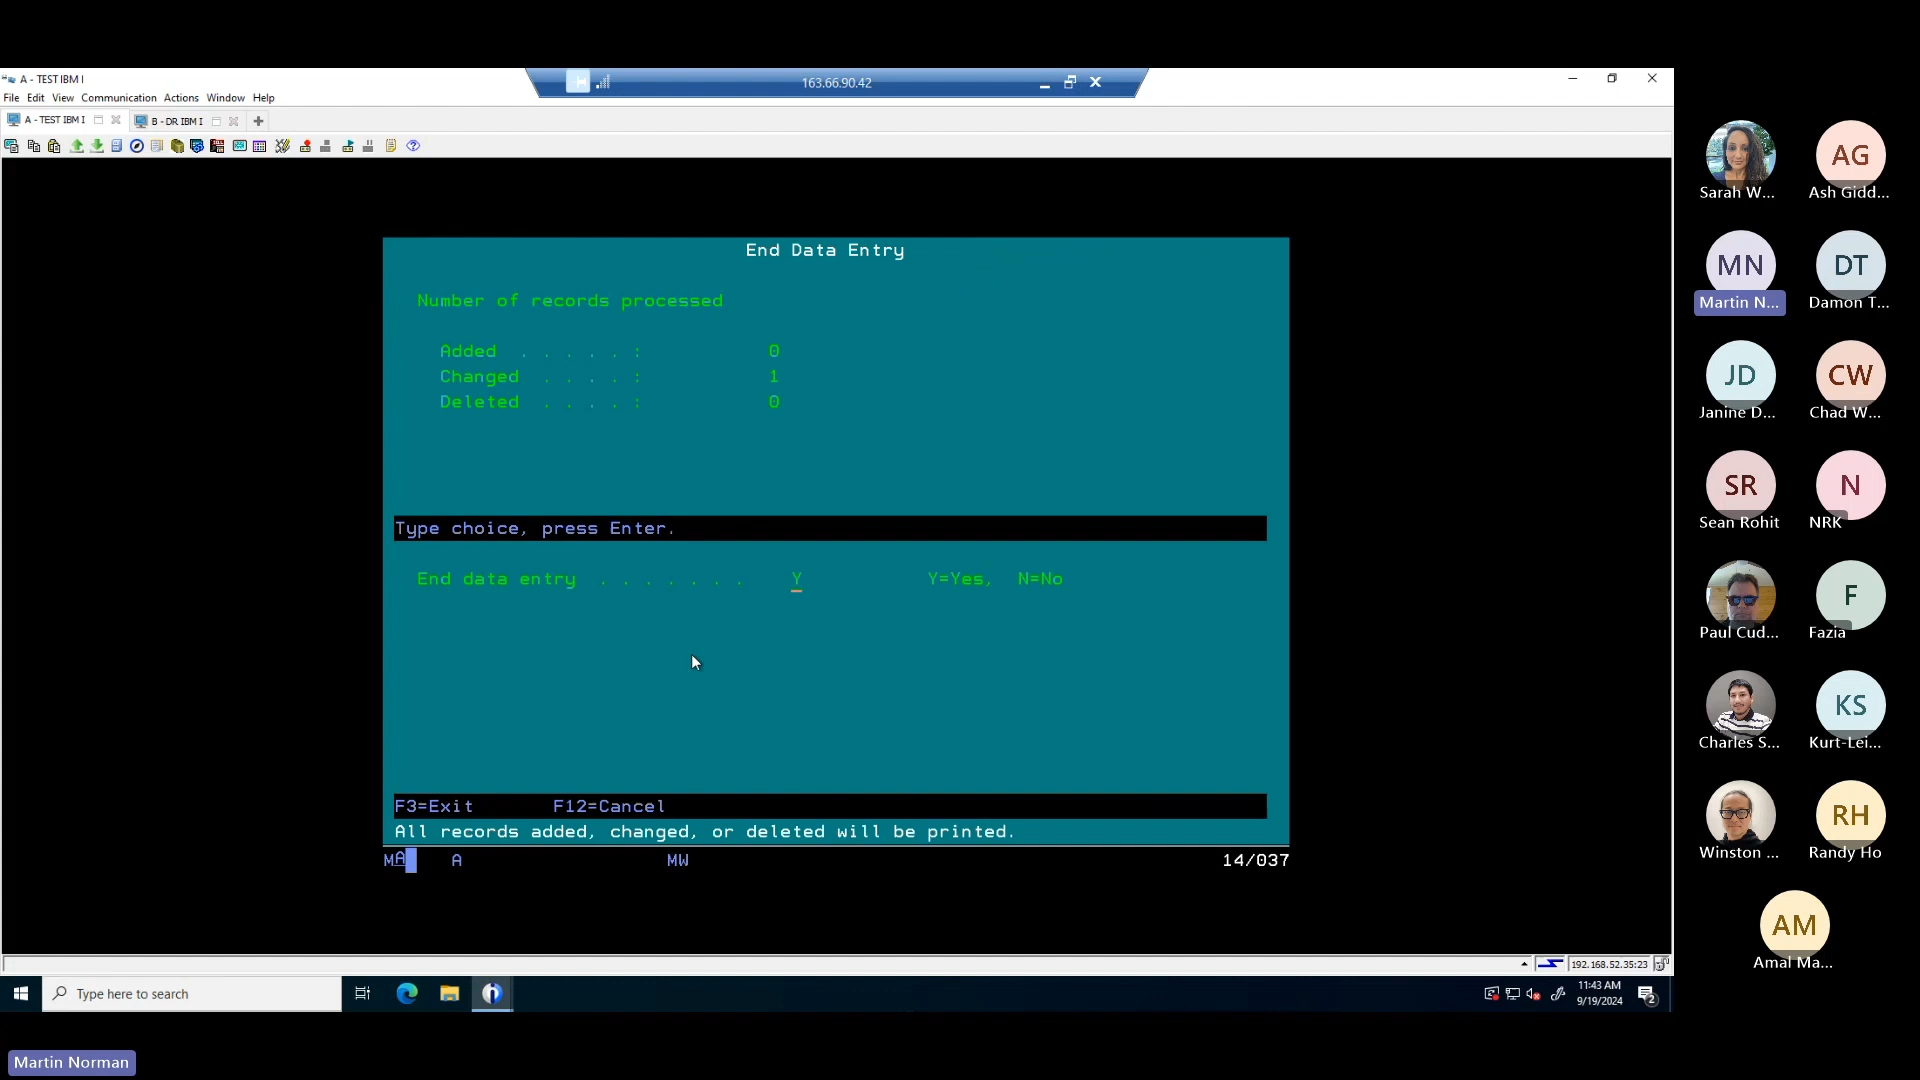 A - TEST IBM I
163.66.90.42
File Edit View Communication Actions Window Help
A - TEST IBM I
B - DR IBM I
End Data Entry
Number of records processed
Added . . . . . : 0
Changed . . . . : 1
Deleted . . . . : 0
Type choice, press Enter.
End data entry . . . . . . . Y Y=Yes, N=No
F3=Exit F12=Cancel
All records added, changed, or deleted will be printed.
MA A MW 14/037
192.168.52.35:23
Type here to search
11:43 AM
9/19/2024
2
Sarah W...
AG
Ash Gidd...
MN
Martin N...
DT
Damon T...
JD
Janine D...
CW
Chad W...
SR
Sean Rohit
N
NRK
Paul Cud...
F
Fazia
Charles S...
KS
Kurt-Lei...
Winston ...
RH
Randy Ho
AM
Amal Ma...
Martin Norman